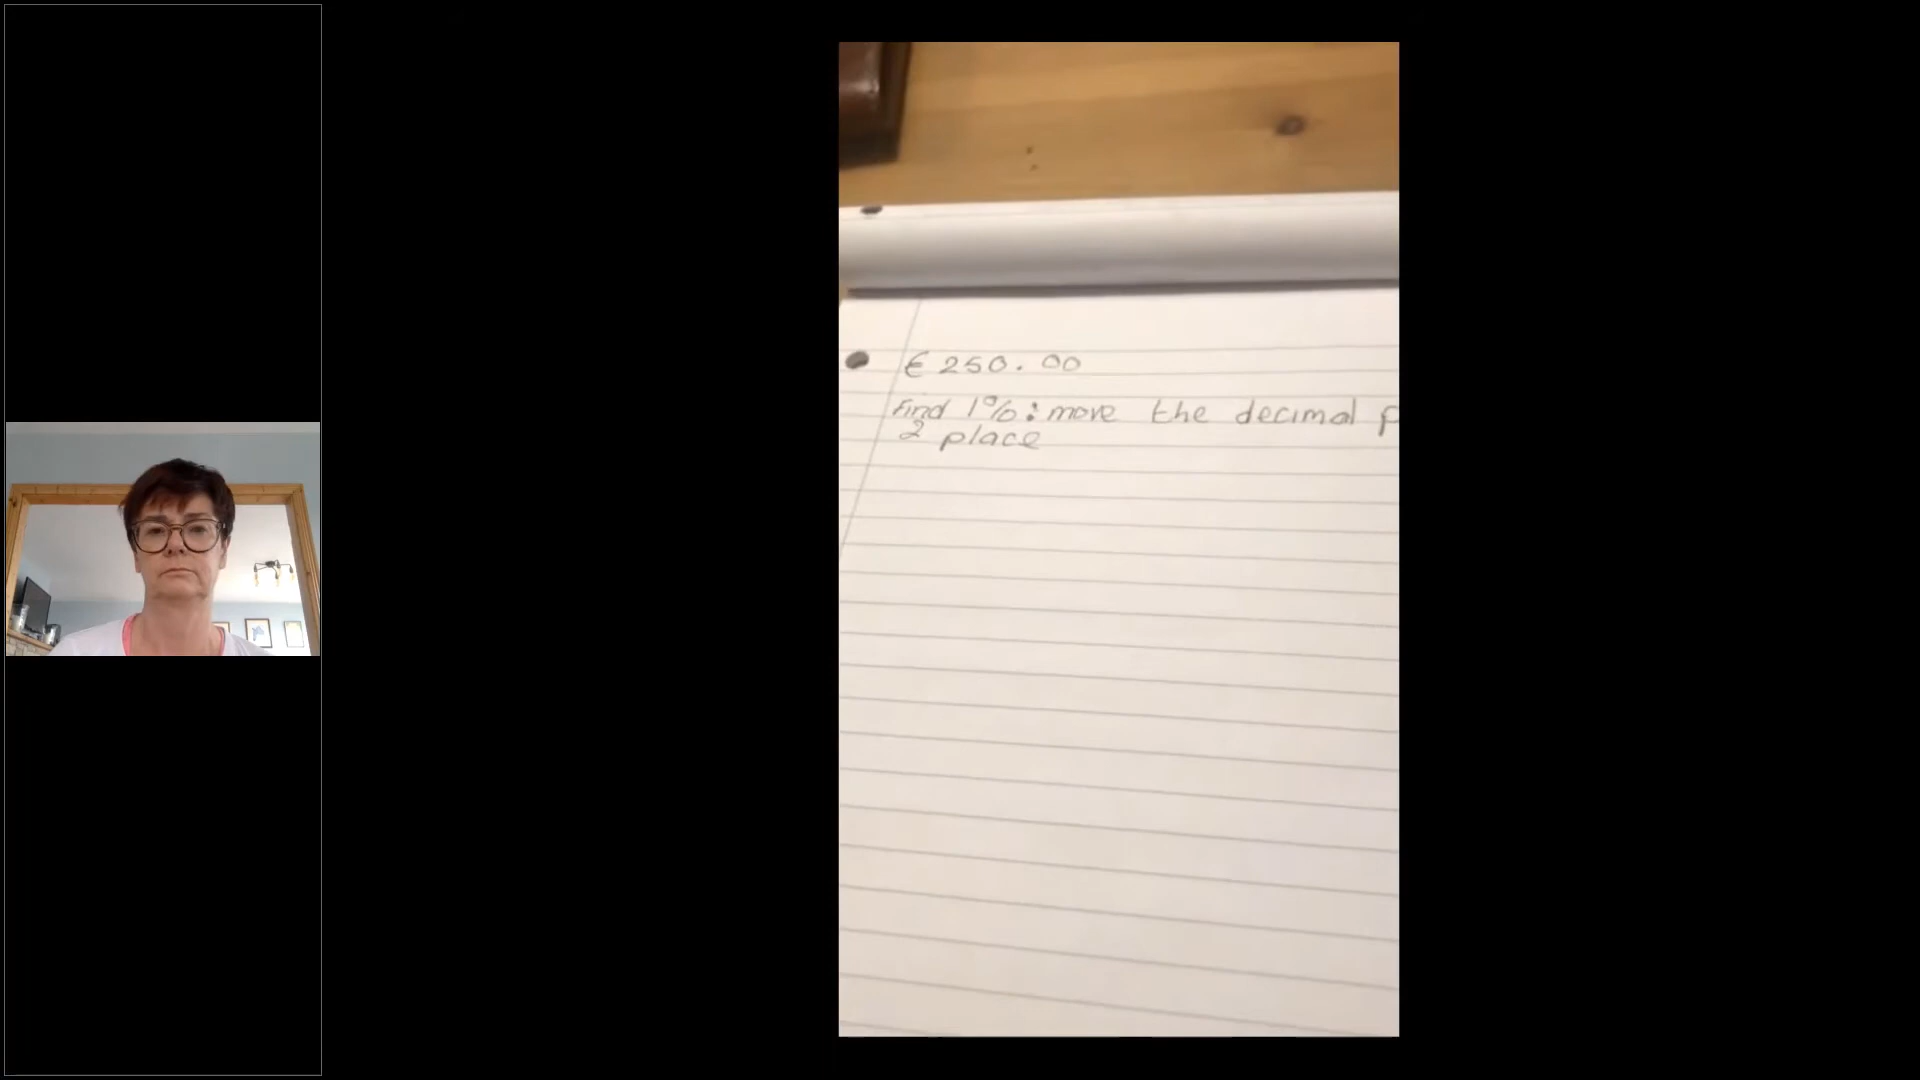 € 250.00
Find 1%: move the decimal p
2 place